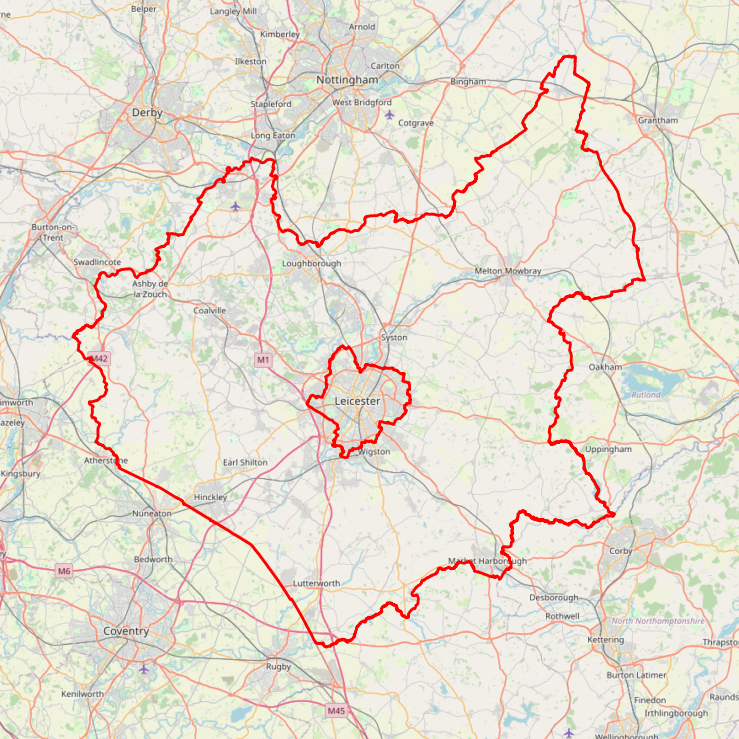 Belper
Langley Mill
Arnold
Kimberley
Ilkeston
Carlton
Nottingham
Bingham
Stapleford
West Bridgford
Derby
Cotgrave
Grantham
Long Eaton
Burton-on-
Trent
Swadlincote
Loughborough
Melton Mowbray
Ashby de
la Zouch
Coalville
Syston
M42
M1
Oakham
Rutland
Leicester
Uppingham
Wigston
Atherstone
Earl Shilton
Kingsbury
Hinckley
Nuneaton
Corby
Bedworth
Market Harborough
M6
Lutterworth
Desborough
Rothwell
North Northamptonshire
Coventry
Kettering
Thrapsto
Rugby
Burton Latimer
Kenilworth
Raunds
Finedon
Irthlingborough
M45
Wellingborough